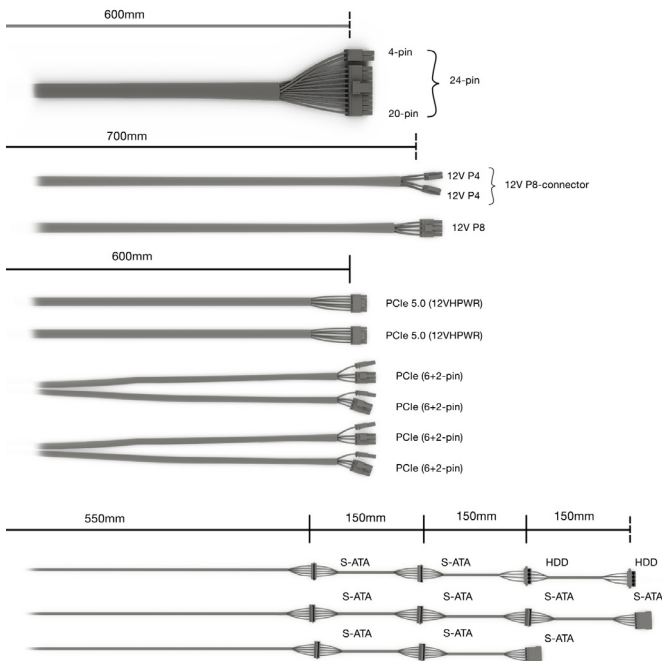 600mm
4-pin
24-pin
20-pin
700mm
12V P4
12V P4
12V P8-connector
12V P8
600mm
PCIe 5.0 (12VHPWR)
PCIe 5.0 (12VHPWR)
PCIe (6+2-pin)
PCIe (6+2-pin)
PCIe (6+2-pin)
PCIe (6+2-pin)
550mm 150mm 150mm 150mm
S-ATA S-ATA HDD HDD
S-ATA S-ATA S-ATA S-ATA
S-ATA S-ATA S-ATA